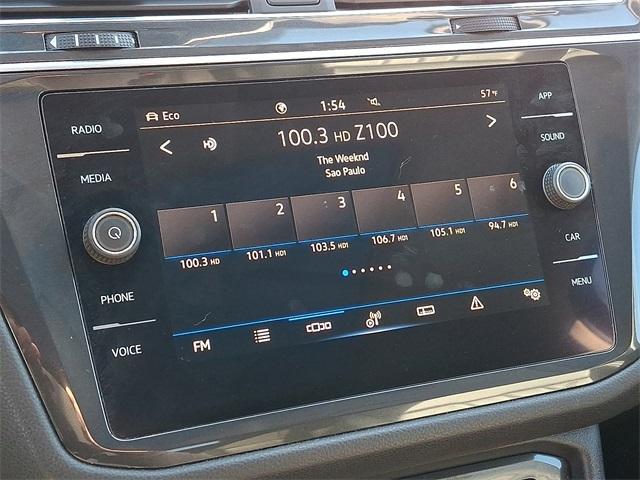 RADIO
MEDIA
PHONE
VOICE
APP
SOUND
CAR
MENU
Eco 1:54 57°F
100.3 HD Z100
HD
The Weeknd
Sao Paulo
1 2 3 4 5 6
100.3 HD 101.1 HD1 103.5 HD1 106.7 HD1 105.1 HD1 94.7 HD1
FM